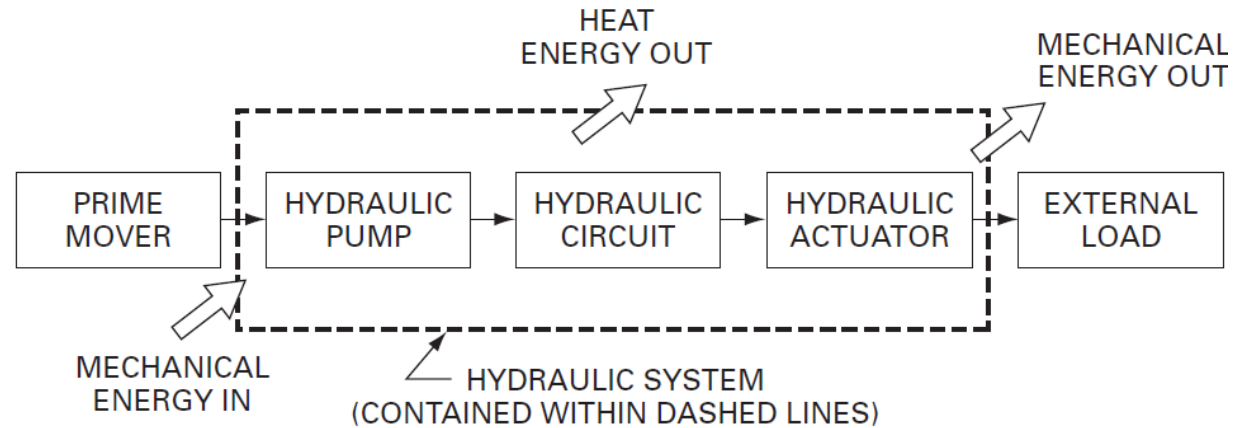 HEAT
ENERGY OUT
MECHANICAL
ENERGY OUT
PRIME
MOVER
HYDRAULIC
PUMP
HYDRAULIC
CIRCUIT
HYDRAULIC
ACTUATOR
EXTERNAL
LOAD
MECHANICAL
ENERGY IN
HYDRAULIC SYSTEM
(CONTAINED WITHIN DASHED LINES)